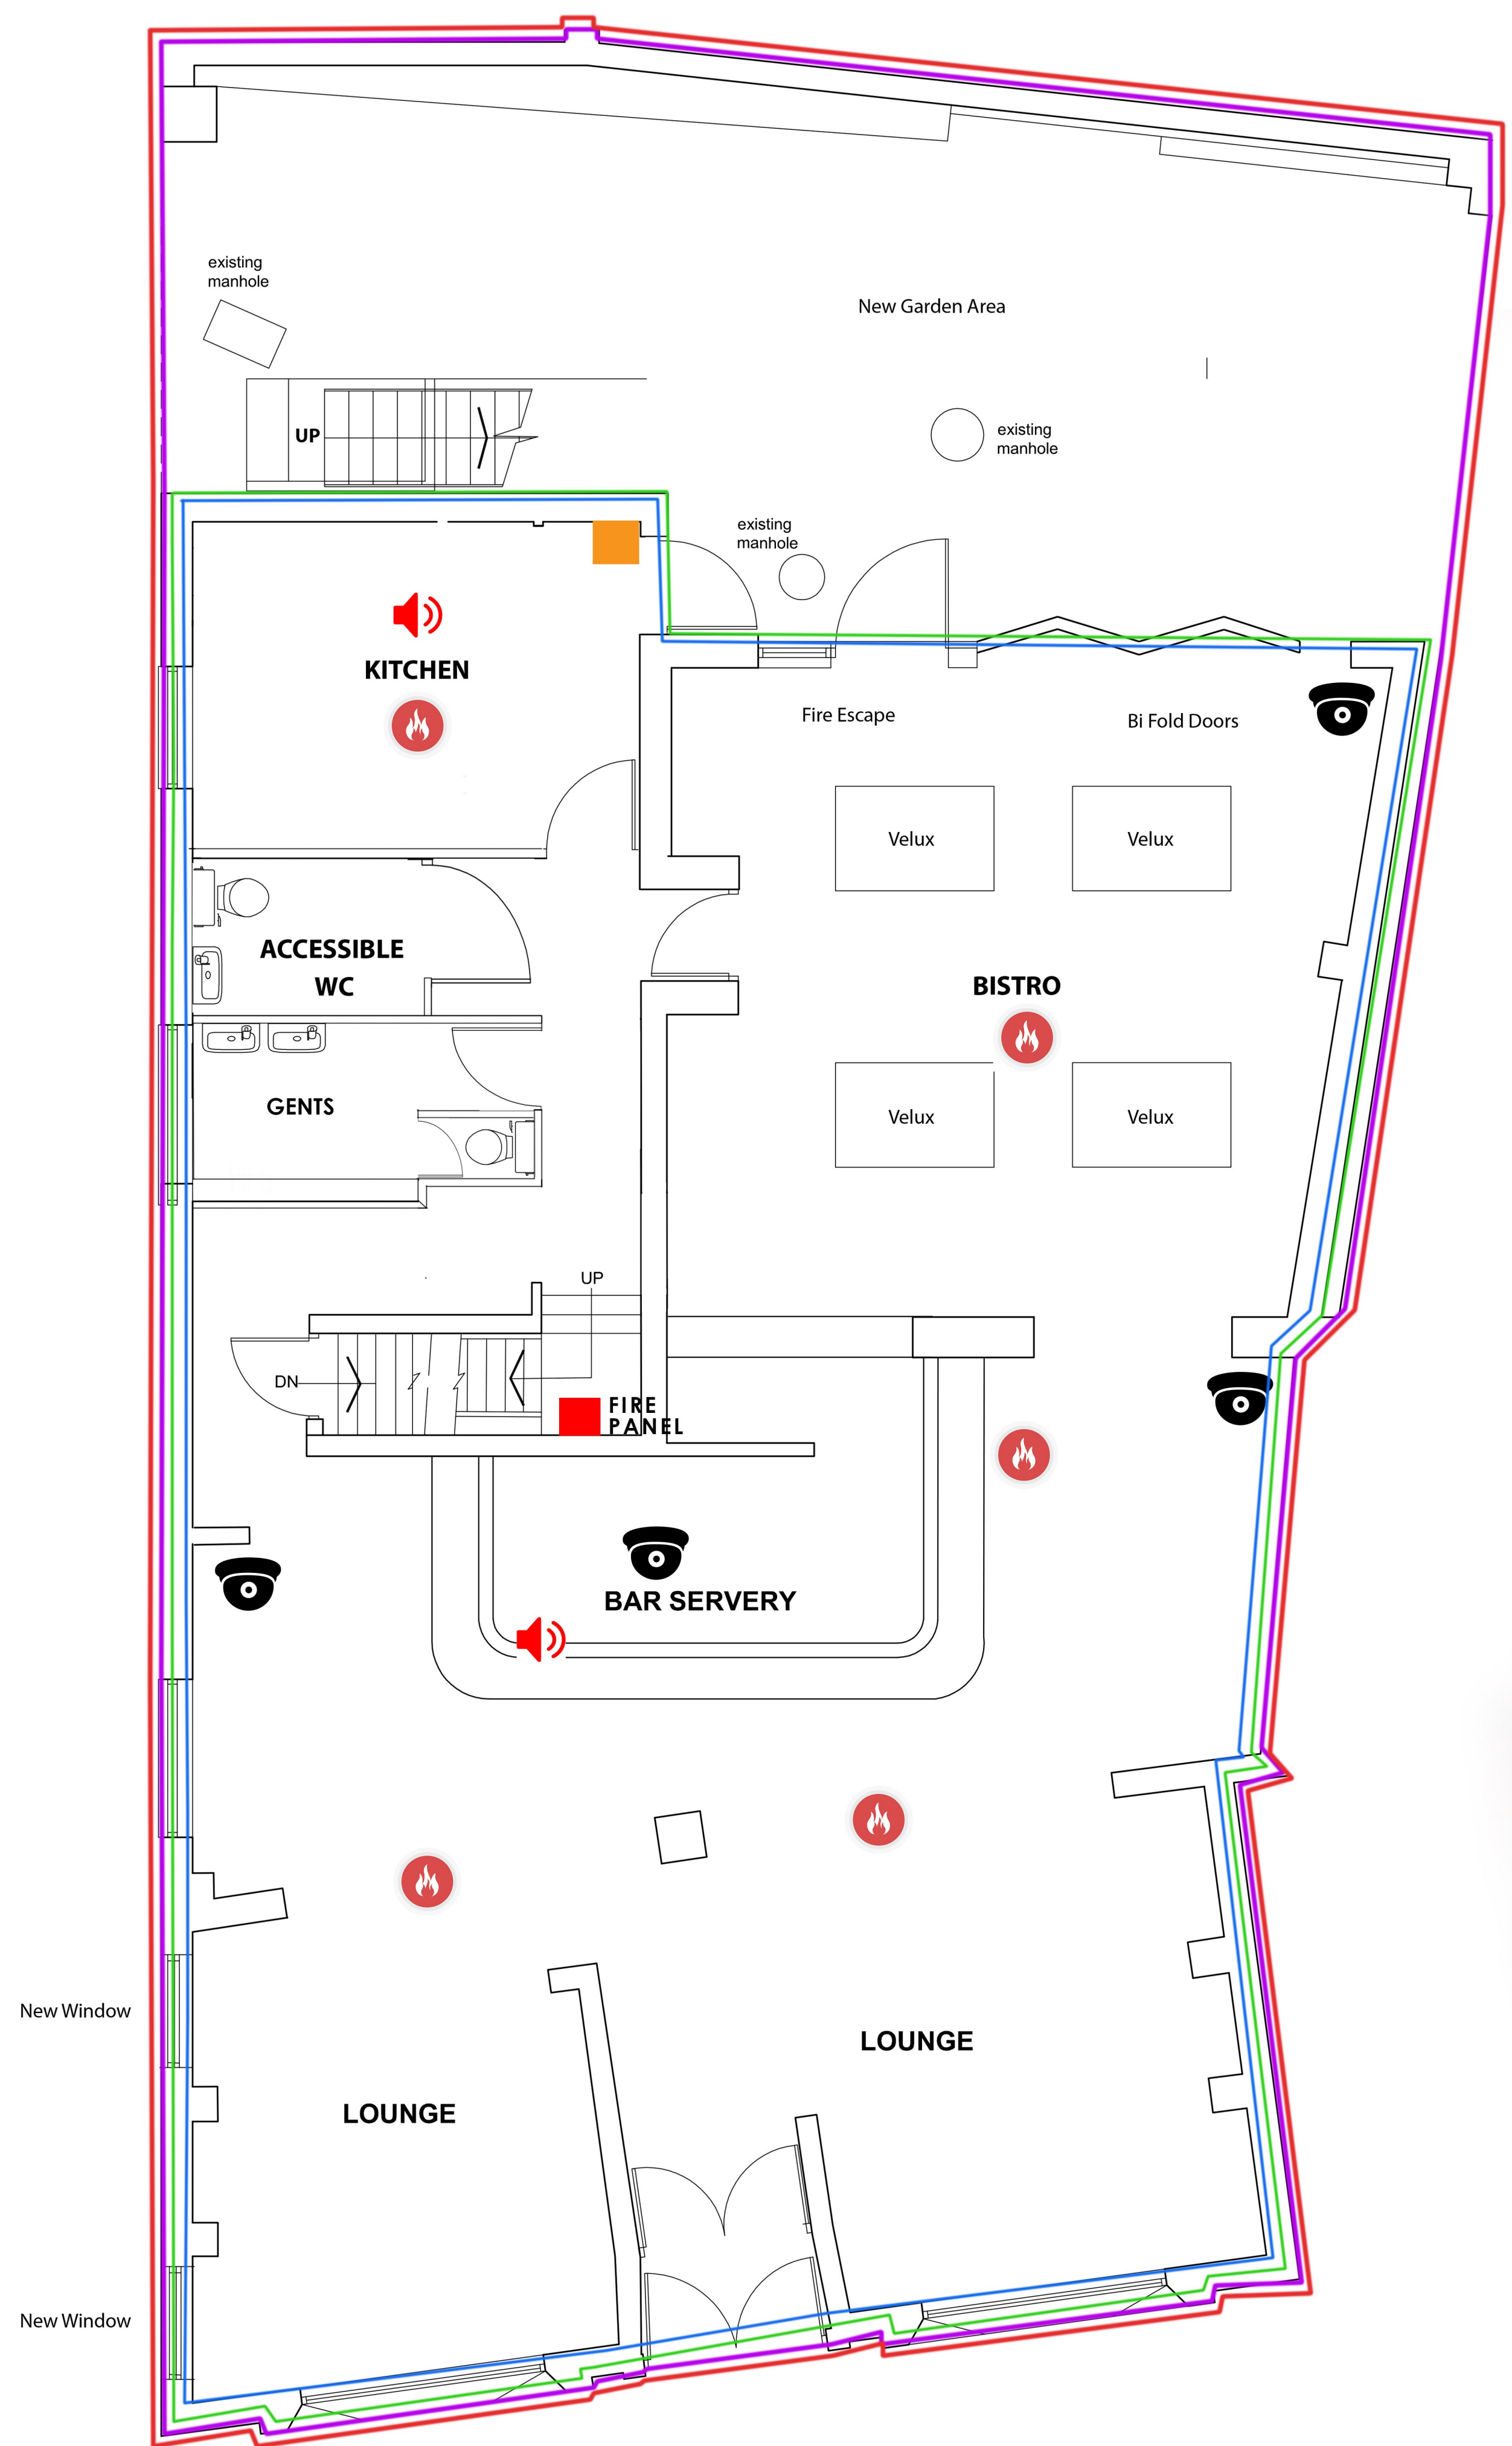 existing
manhole
New Garden Area
UP
existing
manhole
existing
manhole
KITCHEN
Fire Escape
Bi Fold Doors
Velux
Velux
ACCESSIBLE
WC
BISTRO
GENTS
Velux
Velux
UP
DN
FIRE
PANEL
BAR SERVERY
New Window
LOUNGE
LOUNGE
New Window